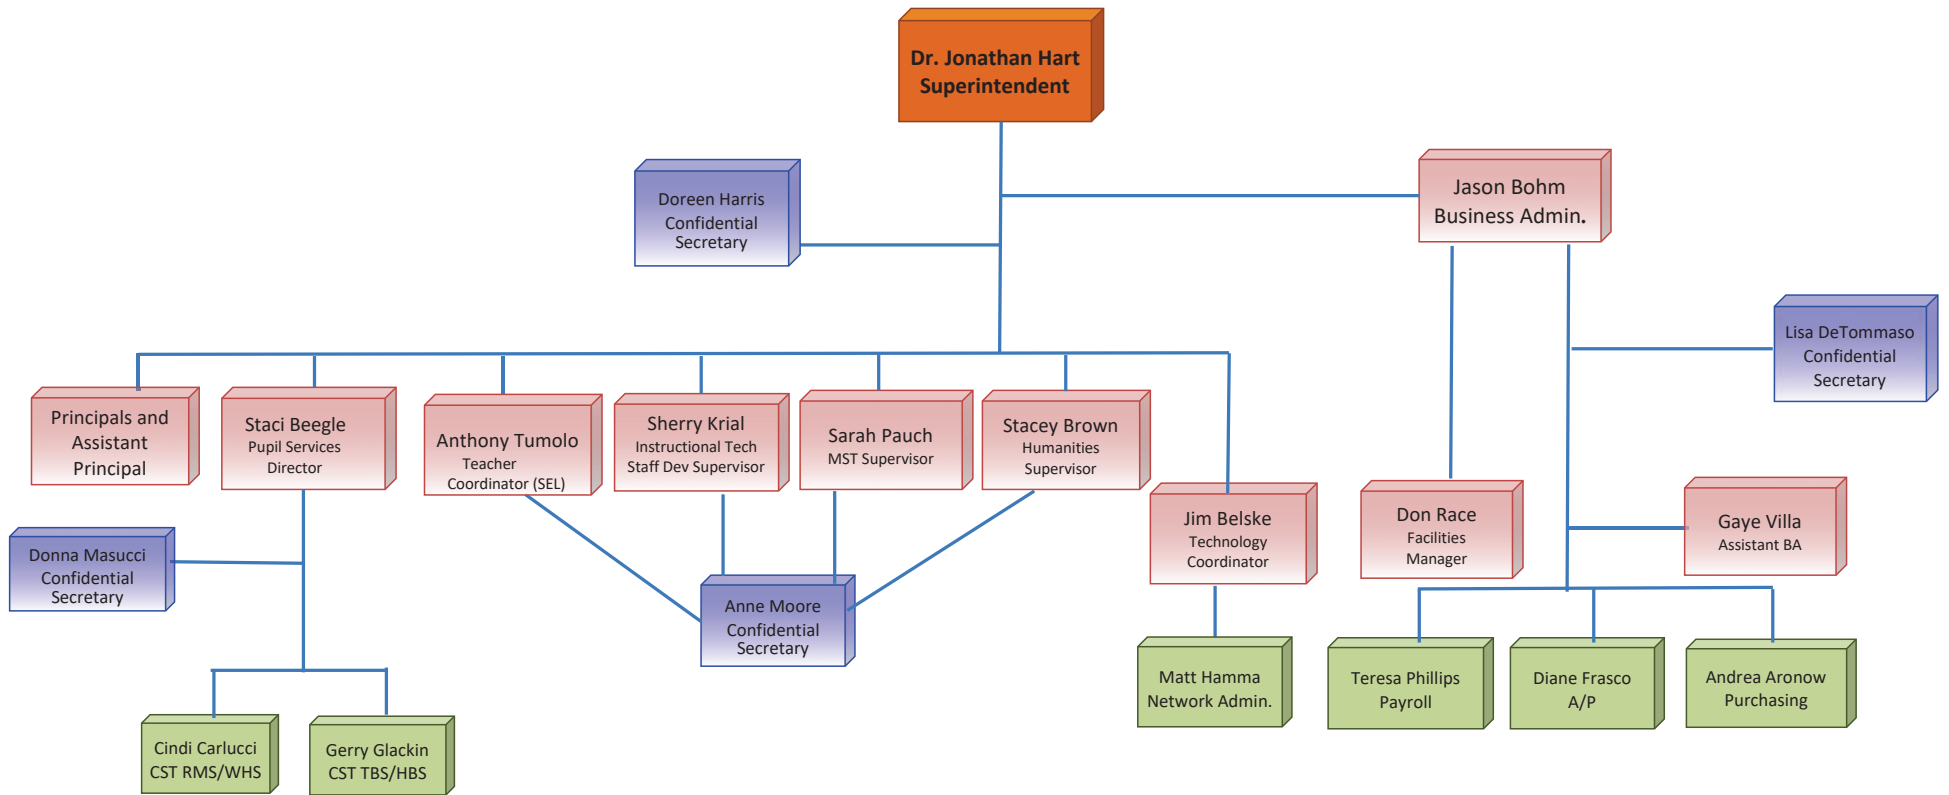 Dr. Jonathan Hart
Superintendent
Doreen Harris
Confidential
Secretary
Jason Bohm
Business Admin.
Lisa DeTommaso
Confidential
Secretary
Principals and
Assistant
Principal
Staci Beegle
Pupil Services
Director
Anthony Tumolo
Teacher
Coordinator (SEL)
Sherry Krial
Instructional Tech
Staff Dev Supervisor
Sarah Pauch
MST Supervisor
Stacey Brown
Humanities
Supervisor
Jim Belske
Technology
Coordinator
Don Race
Facilities
Manager
Gaye Villa
Assistant BA
Donna Masucci
Confidential
Secretary
Anne Moore
Confidential
Secretary
Matt Hamma
Network Admin.
Teresa Phillips
Payroll
Diane Frasco
A/P
Andrea Aronow
Purchasing
Cindi Carlucci
CST RMS/WHS
Gerry Glackin
CST TBS/HBS